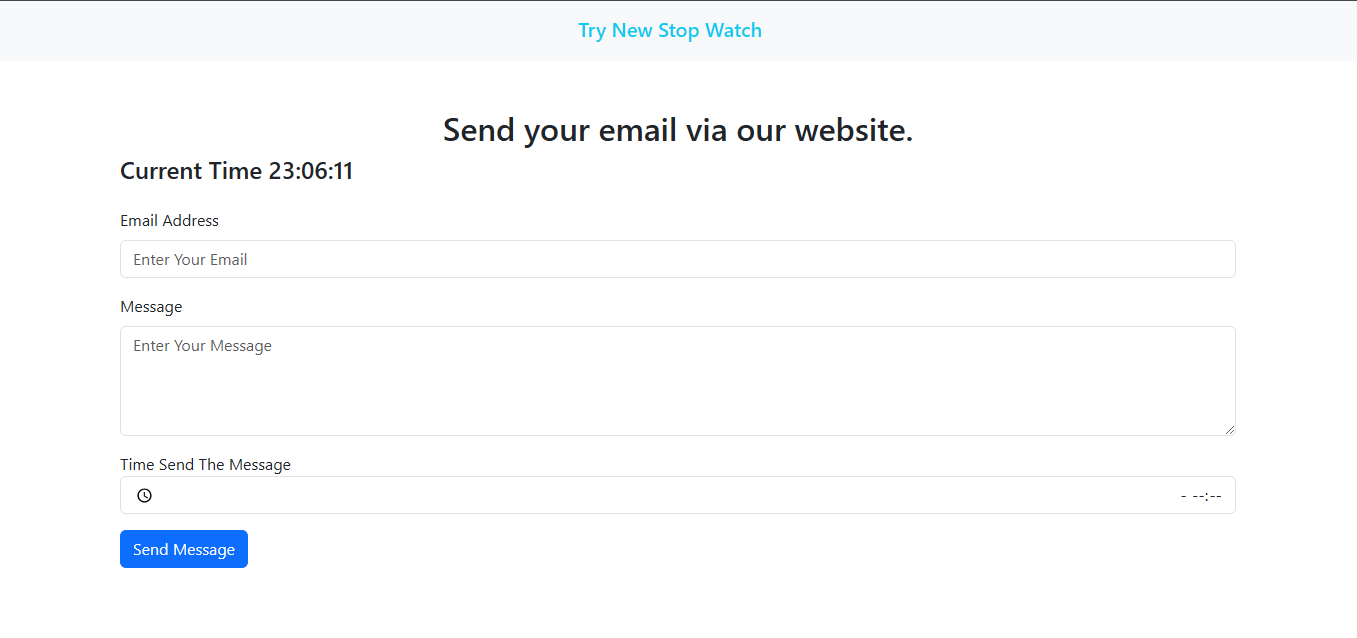 Try New Stop Watch
Send your email via our website.
Current Time 23:06:11
Email Address
Enter Your Email
Message
Enter Your Message
Time Send The Message
- --:--
Send Message